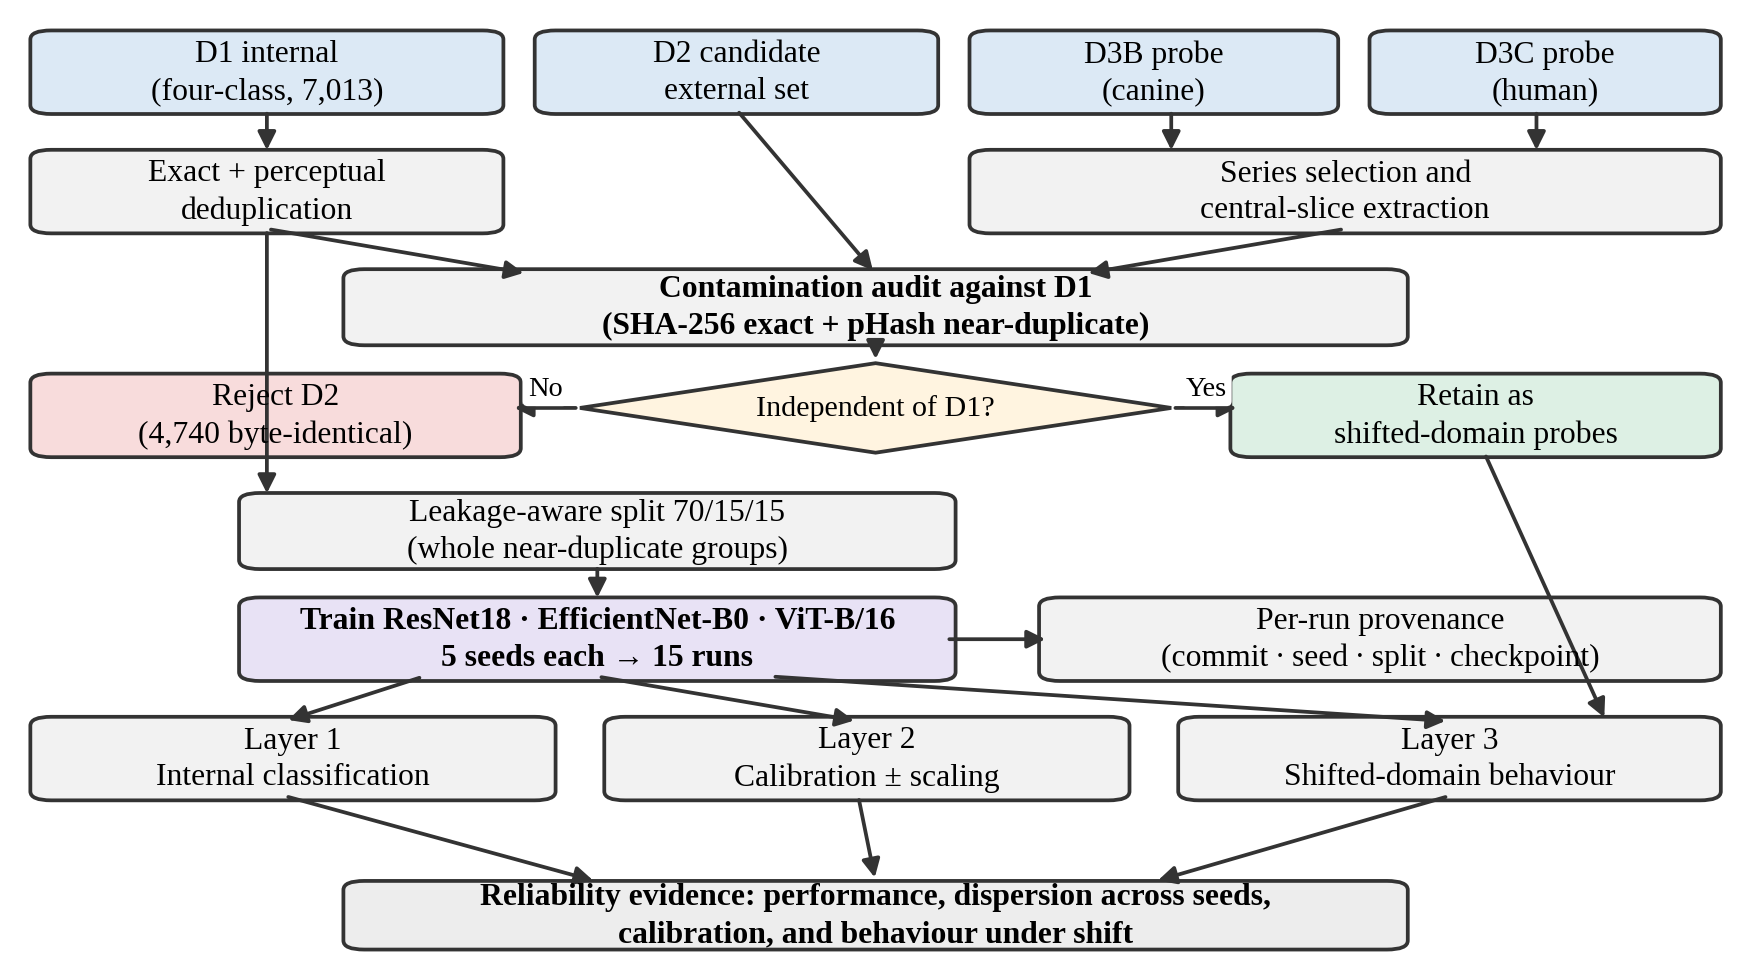 D1 internal
(four-class, 7,013)
D2 candidate
external set
D3B probe
(canine)
D3C probe
(human)
Exact + perceptual
deduplication
Series selection and
central-slice extraction
Contamination audit against D1
(SHA-256 exact + pHash near-duplicate)
Reject D2
(4,740 byte-identical)
No
Independent of D1?
Yes
Retain as
shifted-domain probes
Leakage-aware split 70/15/15
(whole near-duplicate groups)
Train ResNet18 · EfficientNet-B0 · ViT-B/16
5 seeds each → 15 runs
Per-run provenance
(commit · seed · split · checkpoint)
Layer 1
Internal classification
Layer 2
Calibration ± scaling
Layer 3
Shifted-domain behaviour
Reliability evidence: performance, dispersion across seeds,
calibration, and behaviour under shift